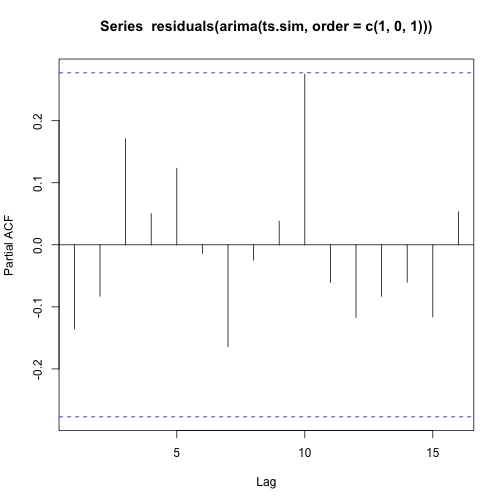 Series  residuals(arima(ts.sim, order = c(1, 0, 1)))
Partial ACF
0.2
0.1
0.0
-0.1
-0.2
5
10
15
Lag